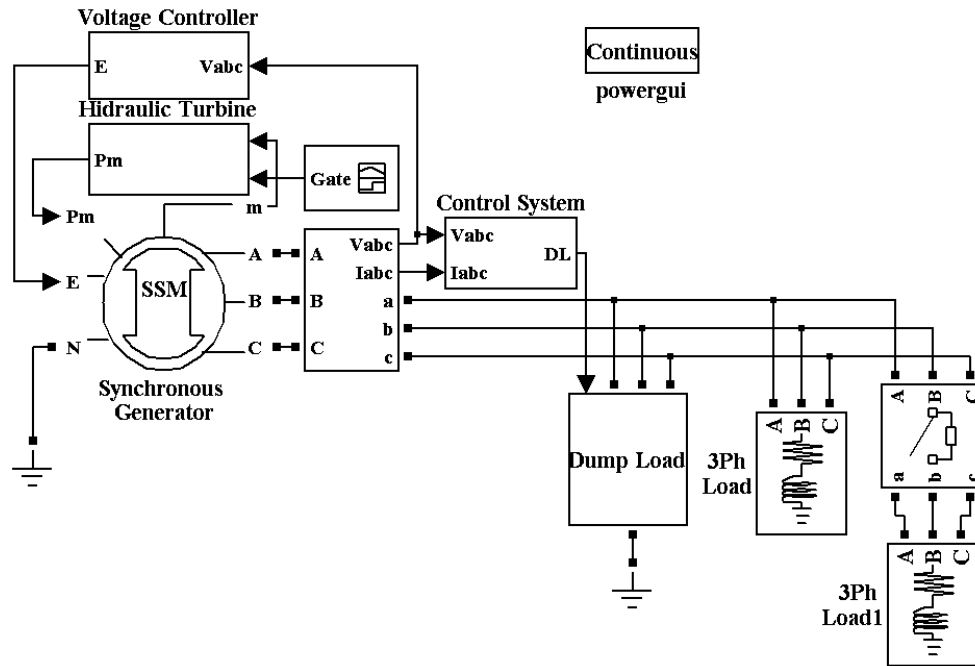 Voltage Controller
E
Vabc
Continuous
powergui
Hidraulic Turbine
Pm
Gate
m
Pm
Control System
Vabc
DL
Iabc
A
A
Vabc
Iabc
E
SSM
B
B
a
b
N
C
C
c
Synchronous
Generator
Dump Load
A
B
C
3Ph
Load
A
B
C
a
b
c
A
B
C
3Ph
Load1